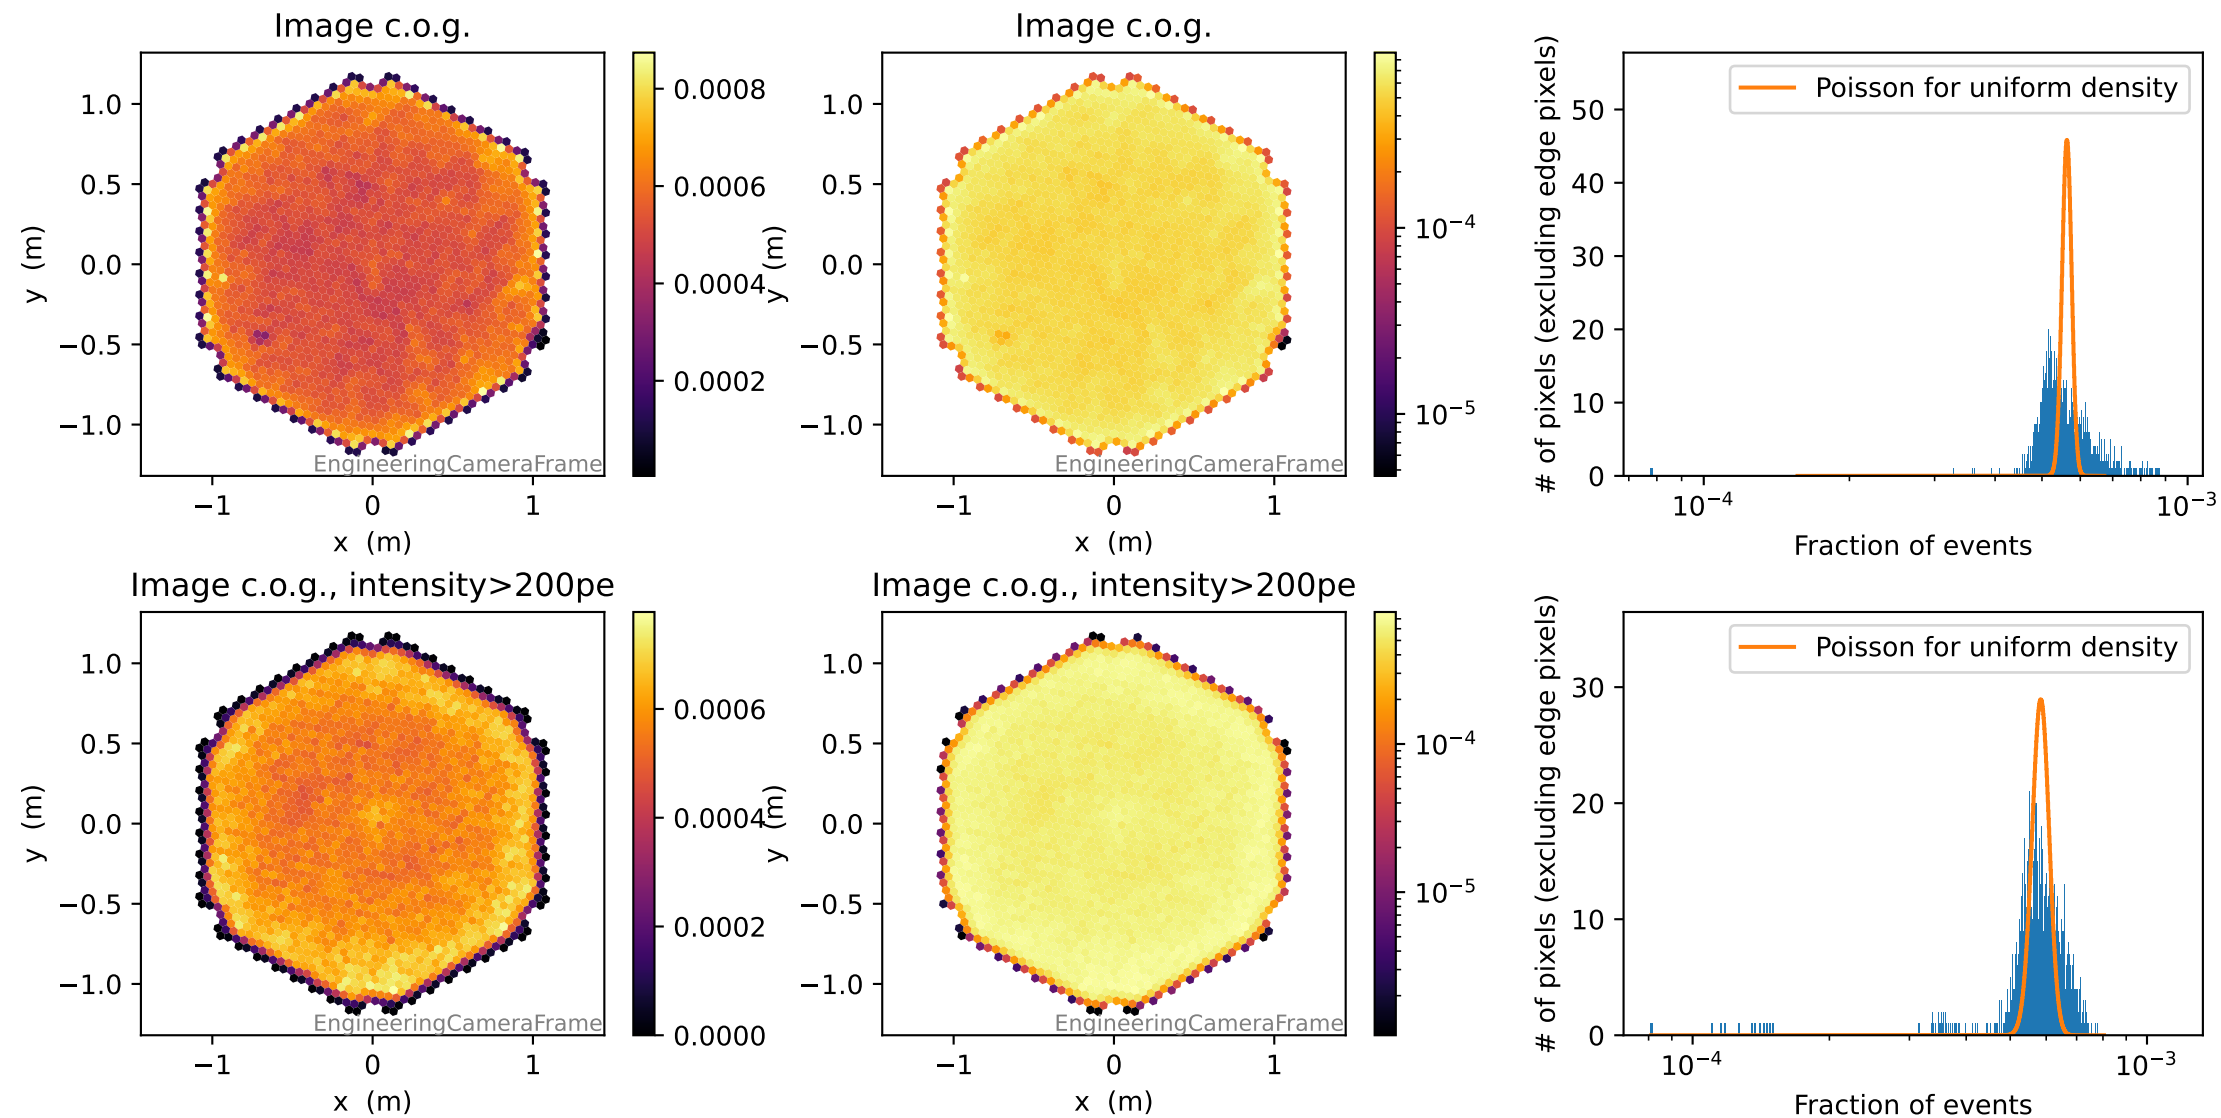 Image c.o.g.
y (m)
1.0
0.5
0.0
−0.5
−1.0
EngineeringCameraFrame
−1
0
1
x (m)
0.0008
0.0006
0.0004
0.0002
Image c.o.g.
y (m)
1.0
0.5
0.0
−0.5
−1.0
EngineeringCameraFrame
−1
0
1
x (m)
10⁻⁴
10⁻⁵
# of pixels (excluding edge pixels)
50
40
30
20
10
0
Poisson for uniform density
10⁻⁴
10⁻³
Fraction of events
Image c.o.g., intensity>200pe
y (m)
1.0
0.5
0.0
−0.5
−1.0
EngineeringCameraFrame
−1
0
1
x (m)
0.0006
0.0004
0.0002
0.0000
Image c.o.g., intensity>200pe
y (m)
1.0
0.5
0.0
−0.5
−1.0
EngineeringCameraFrame
−1
0
1
x (m)
10⁻⁴
10⁻⁵
# of pixels (excluding edge pixels)
30
20
10
0
Poisson for uniform density
10⁻⁴
10⁻³
Fraction of events